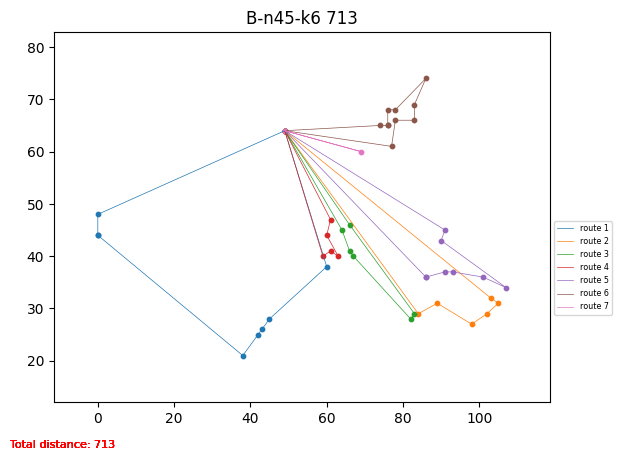 B-n45-k6 713
80
70
60
50
40
30
20
0 20 40 60 80 100
route 1
route 2
route 3
route 4
route 5
route 6
route 7
Total distance: 713